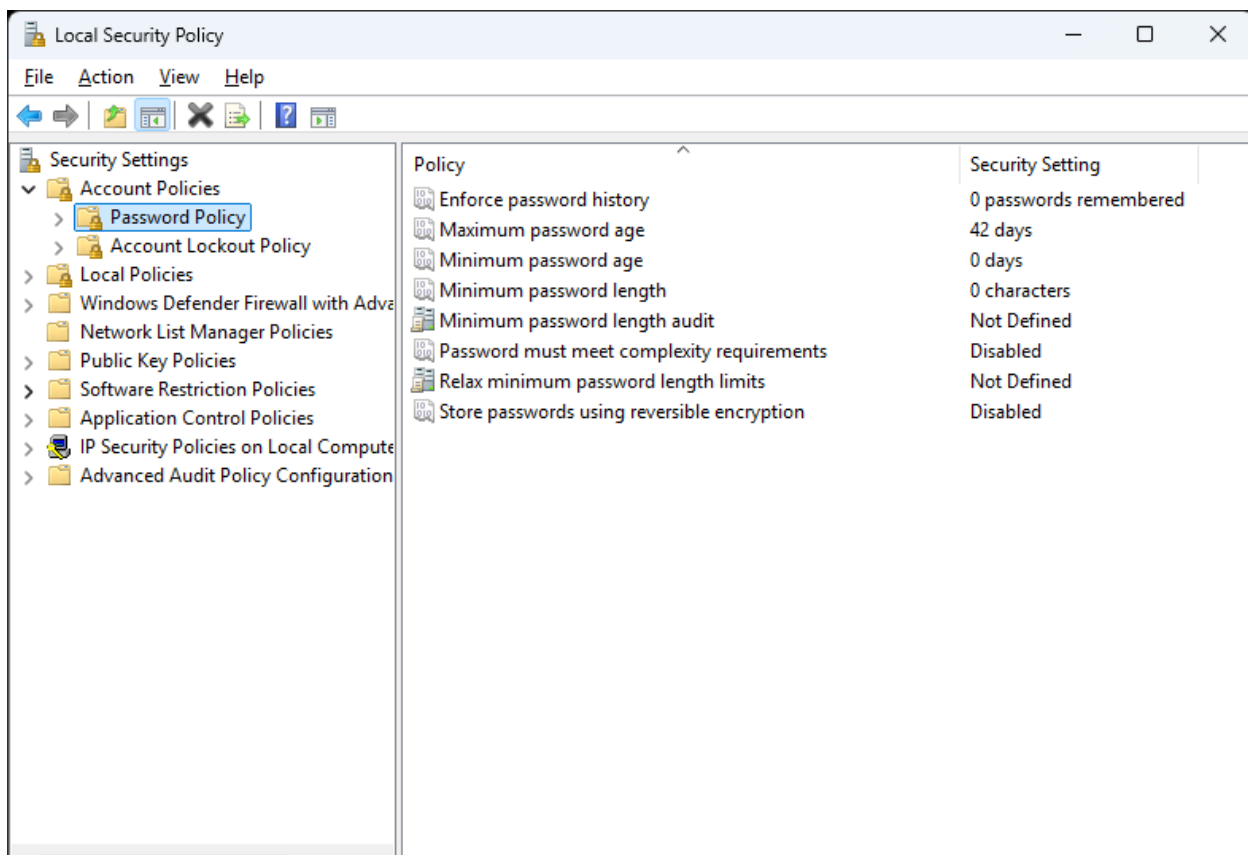 Local Security Policy
File Action View Help
Security Settings
Account Policies
Password Policy
Account Lockout Policy
Local Policies
Windows Defender Firewall with Adva
Network List Manager Policies
Public Key Policies
Software Restriction Policies
Application Control Policies
IP Security Policies on Local Compute
Advanced Audit Policy Configuration
Policy Security Setting
Enforce password history 0 passwords remembered
Maximum password age 42 days
Minimum password age 0 days
Minimum password length 0 characters
Minimum password length audit Not Defined
Password must meet complexity requirements Disabled
Relax minimum password length limits Not Defined
Store passwords using reversible encryption Disabled